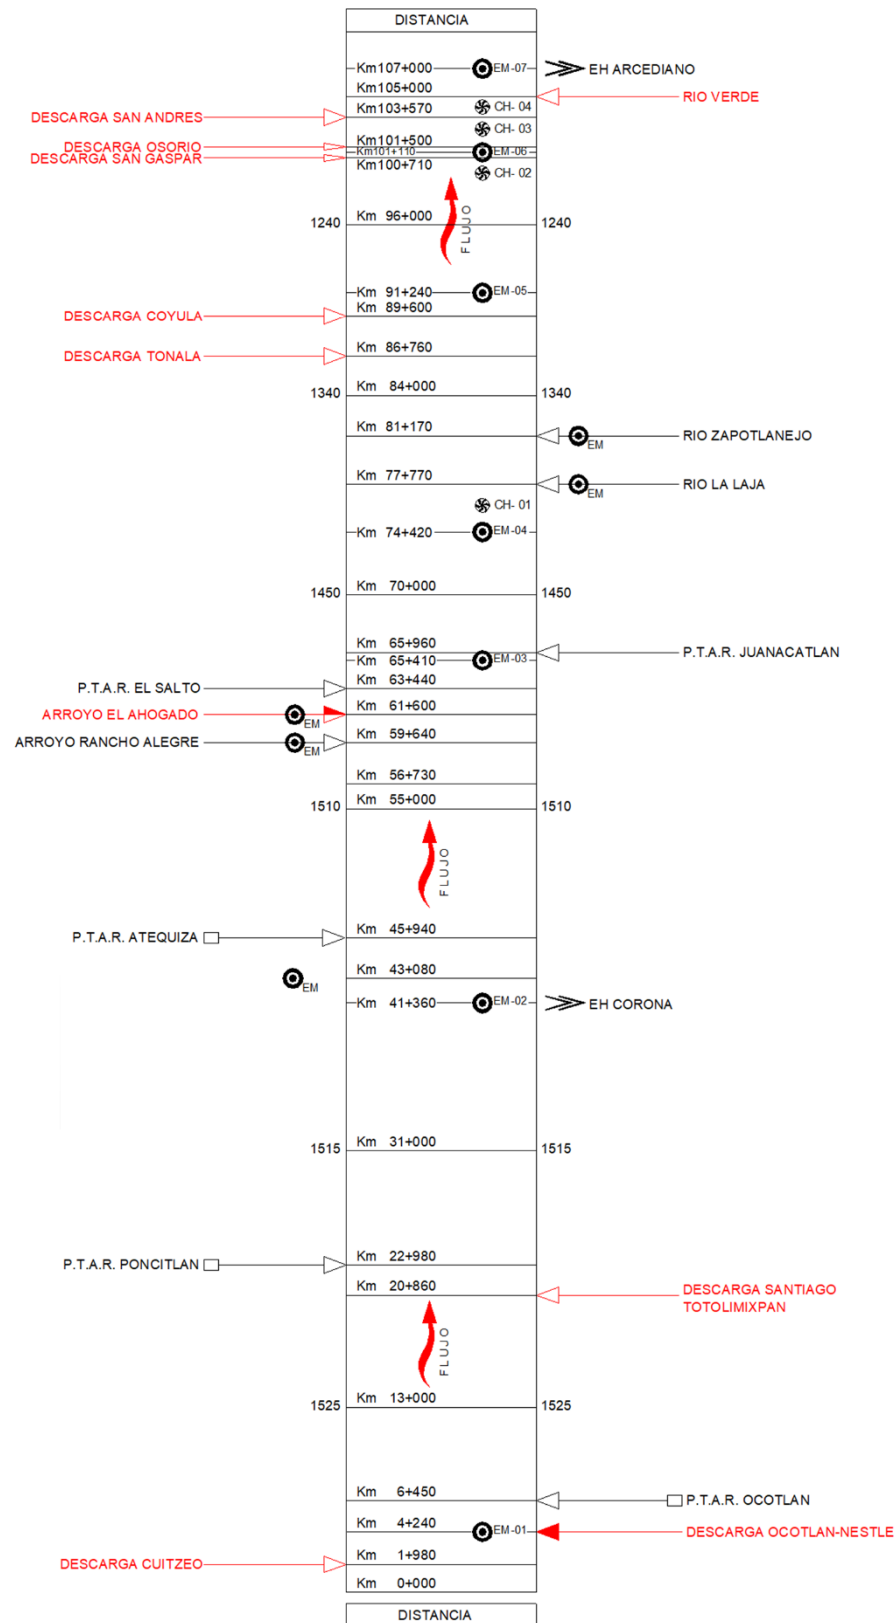 DISTANCIA
Km107+000 EM-07 EH ARCEDIANO
Km105+000 RIO VERDE
CH- 04
DESCARGA SAN ANDRES Km103+570
CH- 03
DESCARGA OSORIO Km101+500
Km101+110 EM-06
DESCARGA SAN GASPAR Km100+710
CH- 02
1240 Km 96+000 1240
FLUJO
Km 91+240 EM-05
DESCARGA COYULA Km 89+600
DESCARGA TONALA Km 86+760
1340 Km 84+000 1340
Km 81+170 EM RIO ZAPOTLANEJO
Km 77+770 EM RIO LA LAJA
CH- 01
Km 74+420 EM-04
1450 Km 70+000 1450
Km 65+960 P.T.A.R. JUANACATLAN
Km 65+410 EM-03
P.T.A.R. EL SALTO Km 63+440
ARROYO EL AHOGADO EM Km 61+600
ARROYO RANCHO ALEGRE EM Km 59+640
Km 56+730
1510 Km 55+000 1510
FLUJO
P.T.A.R. ATEQUIZA Km 45+940
EM Km 43+080
Km 41+360 EM-02 EH CORONA
1515 Km 31+000 1515
P.T.A.R. PONCITLAN Km 22+980
Km 20+860 DESCARGA SANTIAGO
TOTOLIMIXPAN
FLUJO
1525 Km 13+000 1525
Km 6+450 P.T.A.R. OCOTLAN
Km 4+240 EM-01 DESCARGA OCOTLAN-NESTLE
DESCARGA CUITZEO Km 1+980
Km 0+000
DISTANCIA